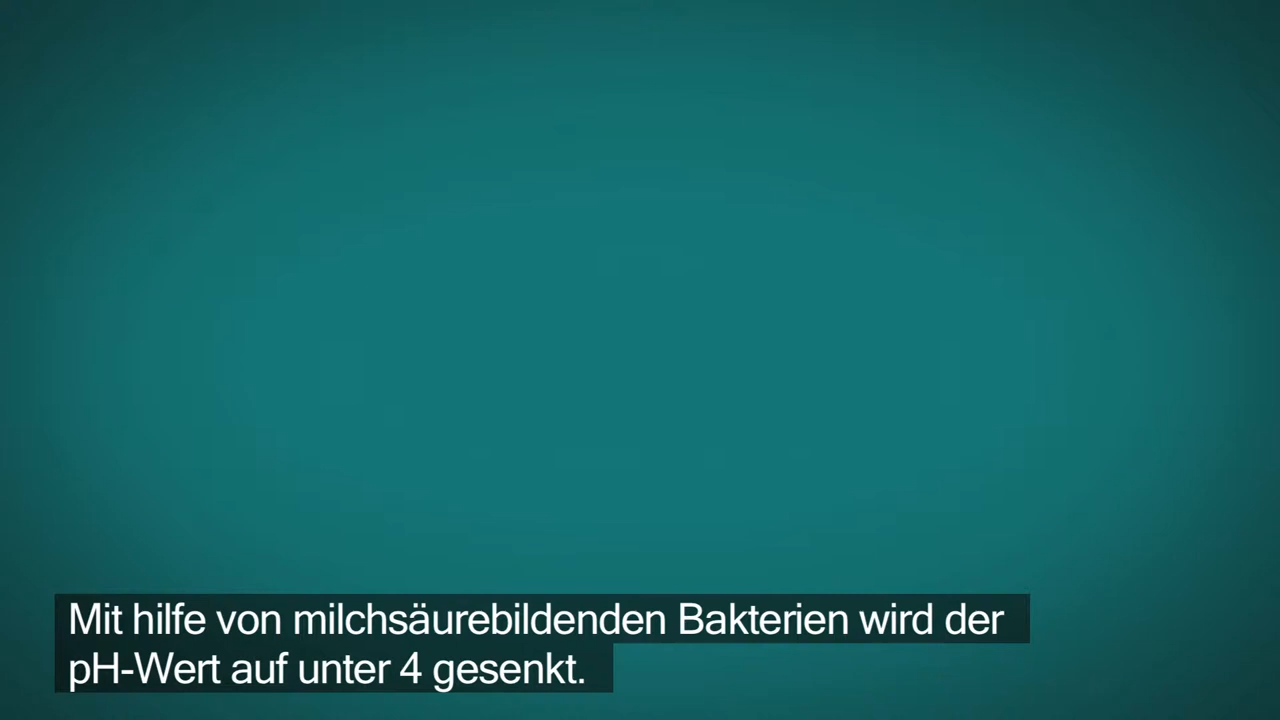 Mit hilfe von milchsäurebildenden Bakterien wird der
pH-Wert auf unter 4 gesenkt.